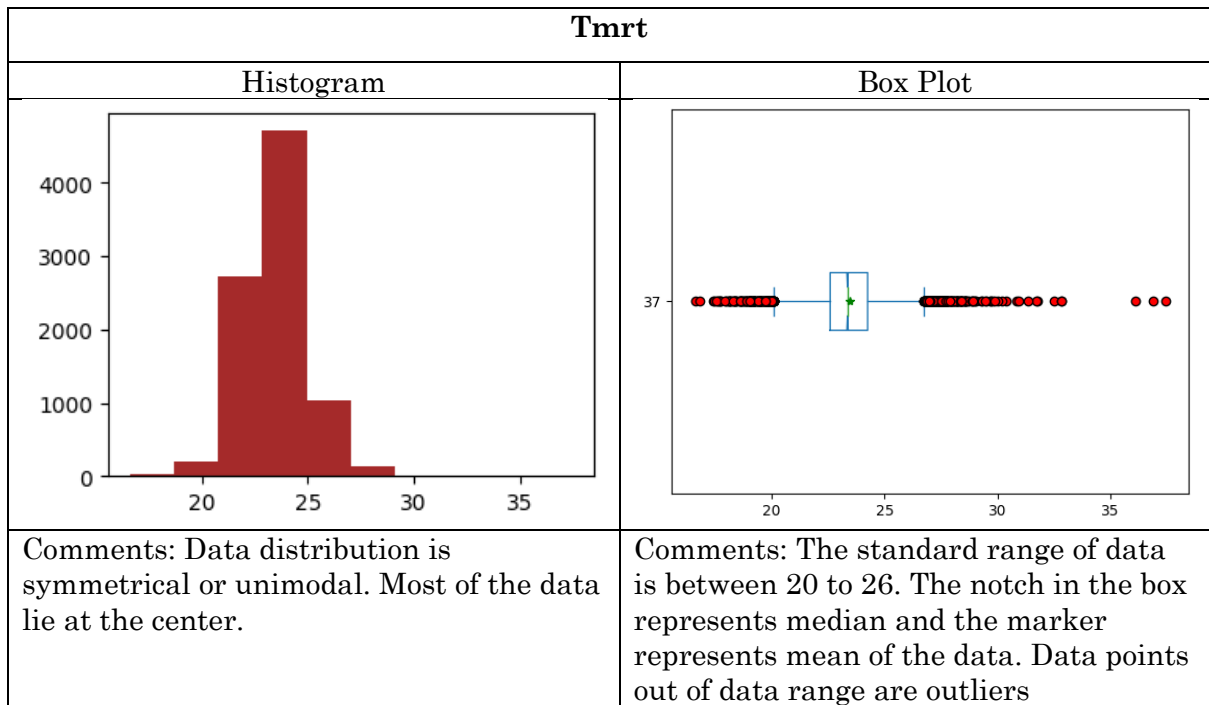 Tmrt
Histogram
Box Plot
4000
3000
2000
1000
0
20
25
30
35
37
20
25
30
35
Comments: Data distribution is
symmetrical or unimodal. Most of the data
lie at the center.
Comments: The standard range of data
is between 20 to 26. The notch in the box
represents median and the marker
represents mean of the data. Data points
out of data range are outliers